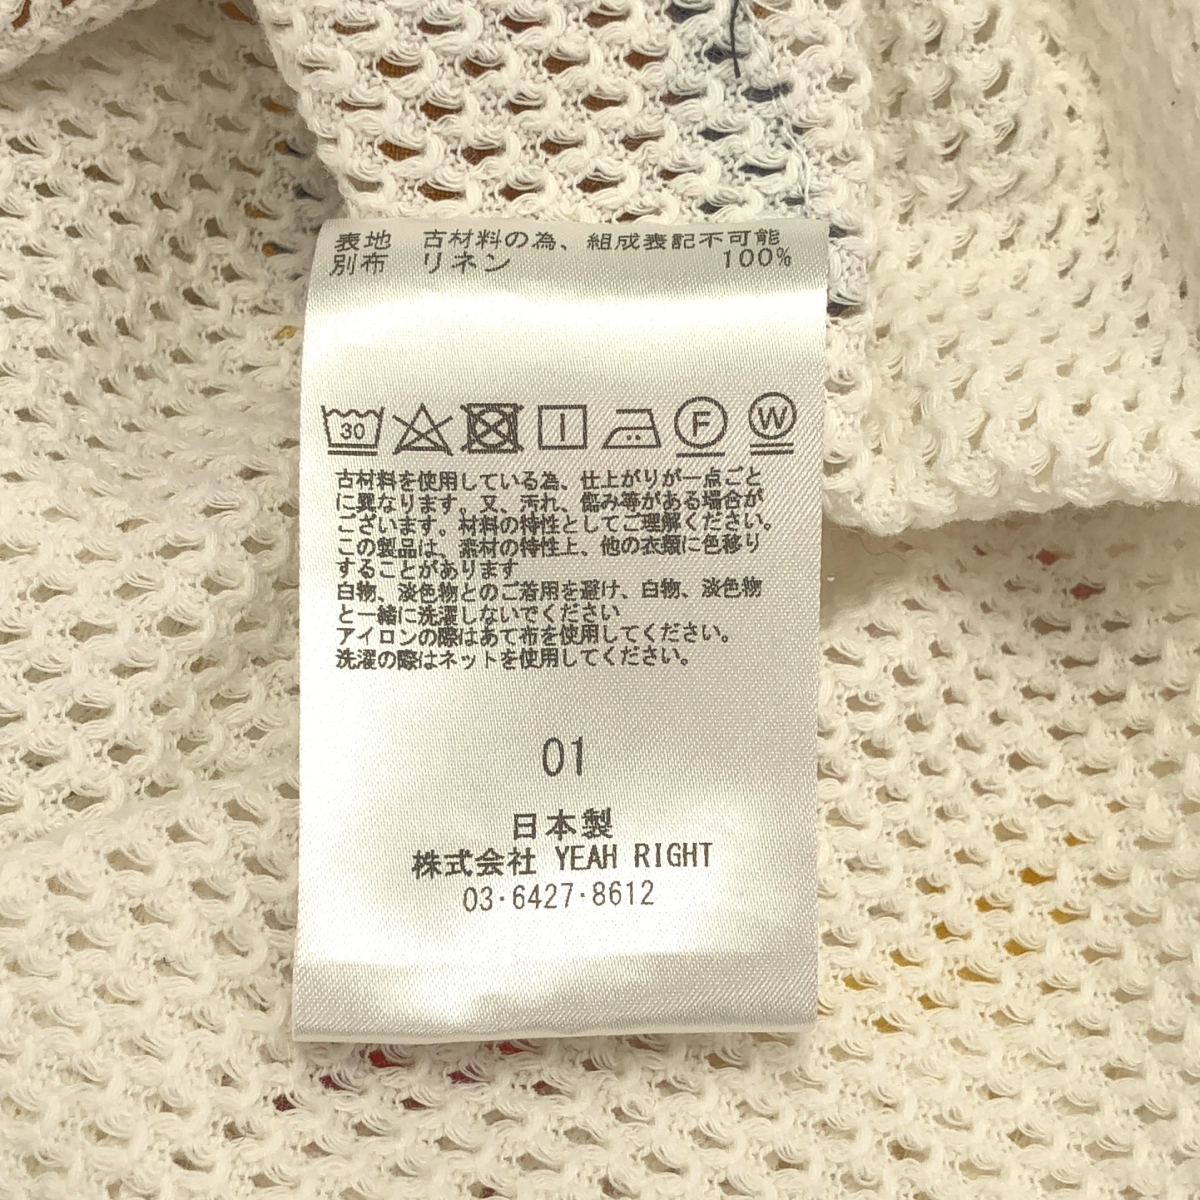 表地 古材料の為、組成表記不可能
別布 リネン 100%
30 F W
古材料を使用している為、仕上がりが一点ごと
に異なります。又、汚れ、傷み等がある場合が
ございます。材料の特性としてご理解ください。
この製品は、素材の特性上、他の衣類に色移り
することがあります
白物、淡色物とのご着用を避け、白物、淡色物
と一緒に洗濯しないでください
アイロンの際はあて布を使用してください。
洗濯の際はネットを使用してください。
01
日本製
株式会社 YEAH RIGHT
03・6427・8612